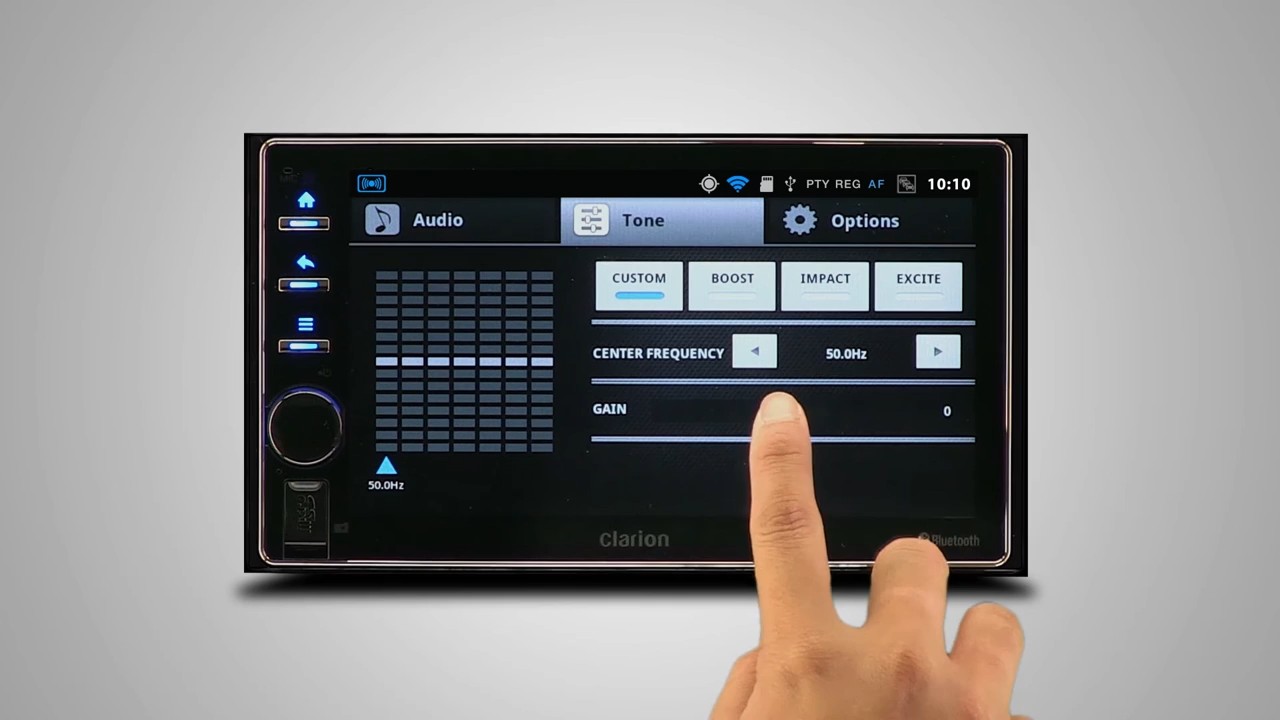 PTY REG AF 10:10
Audio Tone Options
CUSTOM BOOST IMPACT EXCITE
CENTER FREQUENCY 50.0Hz
GAIN 0
50.0Hz
clarion
Bluetooth